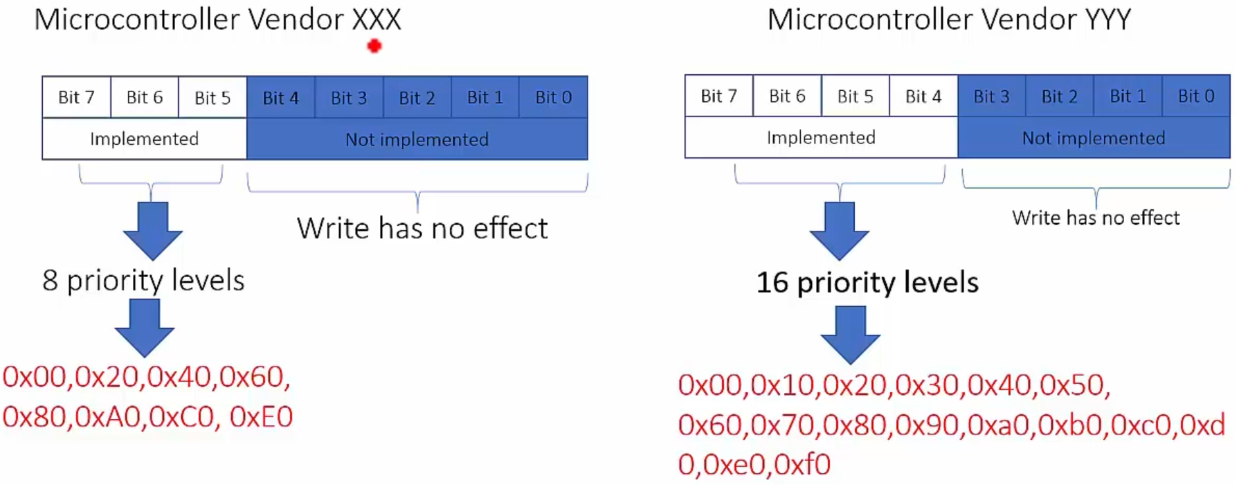 Microcontroller Vendor XXX
Bit 7 Bit 6 Bit 5 Bit 4 Bit 3 Bit 2 Bit 1 Bit 0
Implemented Not implemented
Write has no effect
8 priority levels
0x00,0x20,0x40,0x60,
0x80,0xA0,0xC0, 0xE0
Microcontroller Vendor YYY
Bit 7 Bit 6 Bit 5 Bit 4 Bit 3 Bit 2 Bit 1 Bit 0
Implemented Not implemented
Write has no effect
16 priority levels
0x00,0x10,0x20,0x30,0x40,0x50,
0x60,0x70,0x80,0x90,0xa0,0xb0,0xc0,0xd
0,0xe0,0xf0